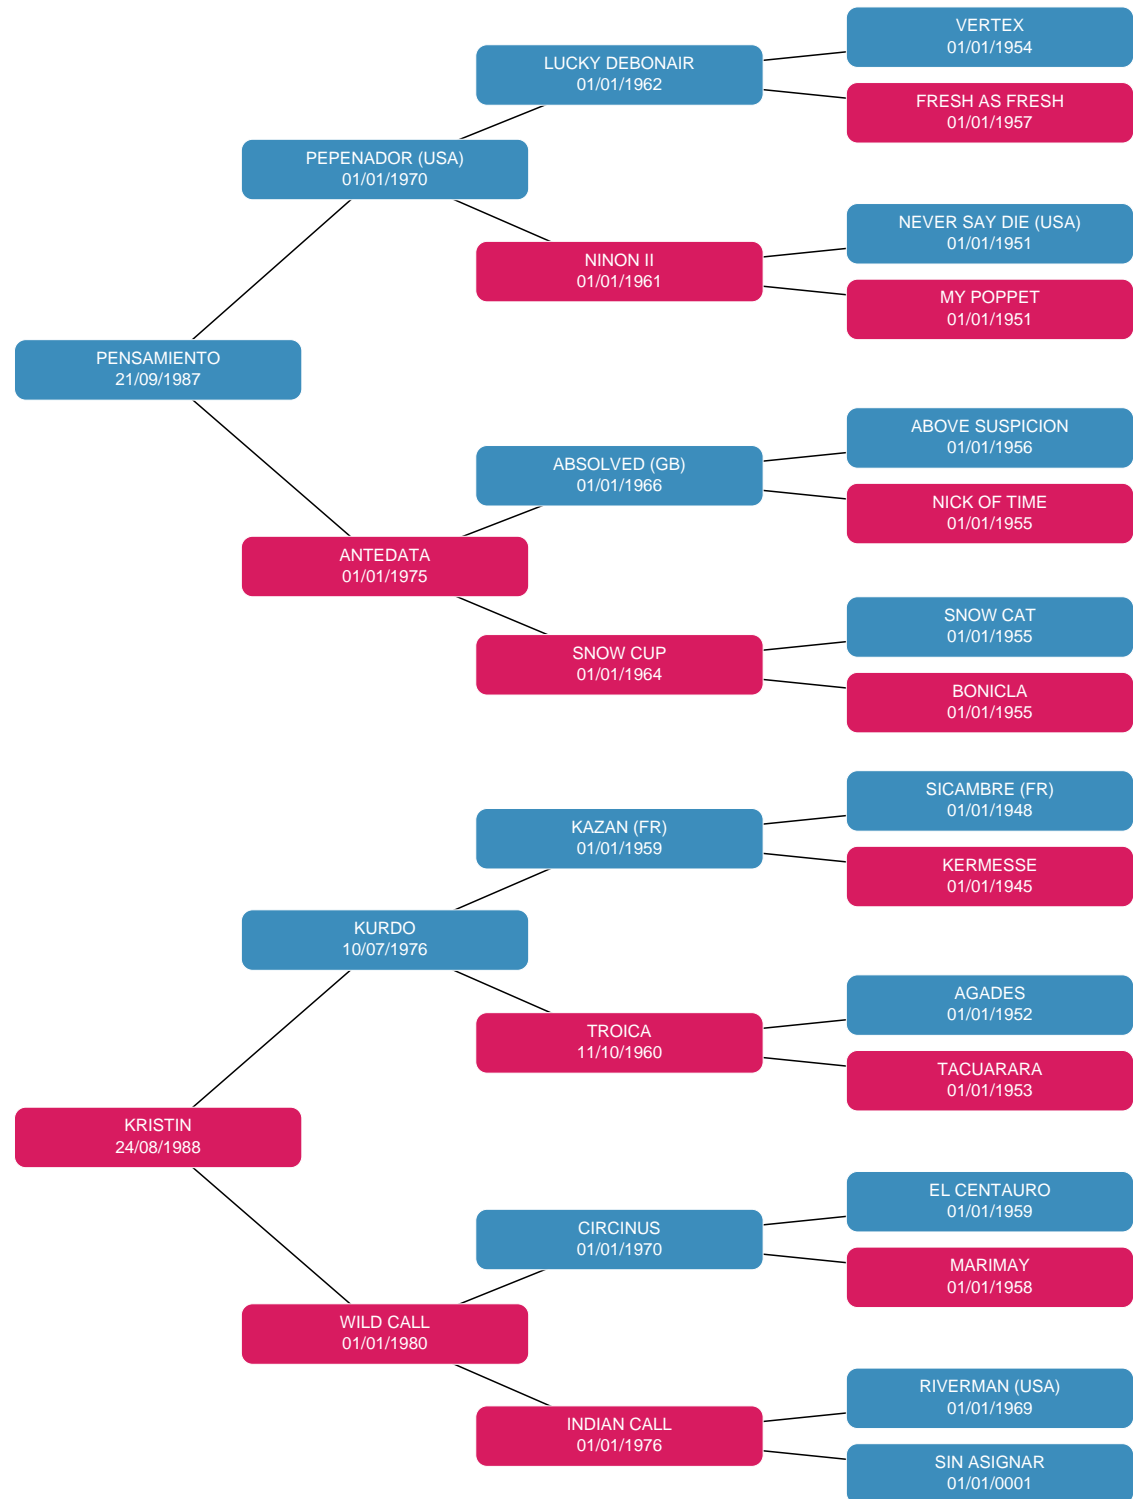 VERTEX
01/01/1954
LUCKY DEBONAIR
01/01/1962
FRESH AS FRESH
01/01/1957
PEPENADOR (USA)
01/01/1970
NEVER SAY DIE (USA)
01/01/1951
NINON II
01/01/1961
MY POPPET
01/01/1951
PENSAMIENTO
21/09/1987
ABOVE SUSPICION
01/01/1956
ABSOLVED (GB)
01/01/1966
NICK OF TIME
01/01/1955
ANTEDATA
01/01/1975
SNOW CAT
01/01/1955
SNOW CUP
01/01/1964
BONICLA
01/01/1955
SICAMBRE (FR)
01/01/1948
KAZAN (FR)
01/01/1959
KERMESSE
01/01/1945
KURDO
10/07/1976
AGADES
01/01/1952
TROICA
11/10/1960
TACUARARA
01/01/1953
KRISTIN
24/08/1988
EL CENTAURO
01/01/1959
CIRCINUS
01/01/1970
MARIMAY
01/01/1958
WILD CALL
01/01/1980
RIVERMAN (USA)
01/01/1969
INDIAN CALL
01/01/1976
SIN ASIGNAR
01/01/0001